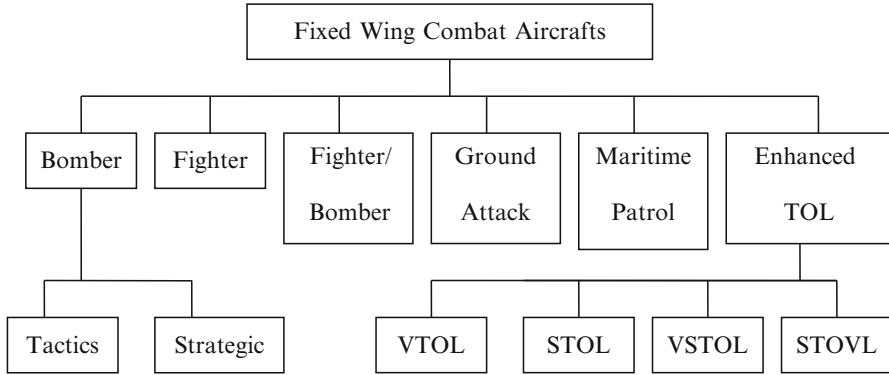 Fixed Wing Combat Aircrafts
Bomber
Fighter
Fighter/
Bomber
Ground
Attack
Maritime
Patrol
Enhanced
TOL
Tactics
Strategic
VTOL
STOL
VSTOL
STOVL